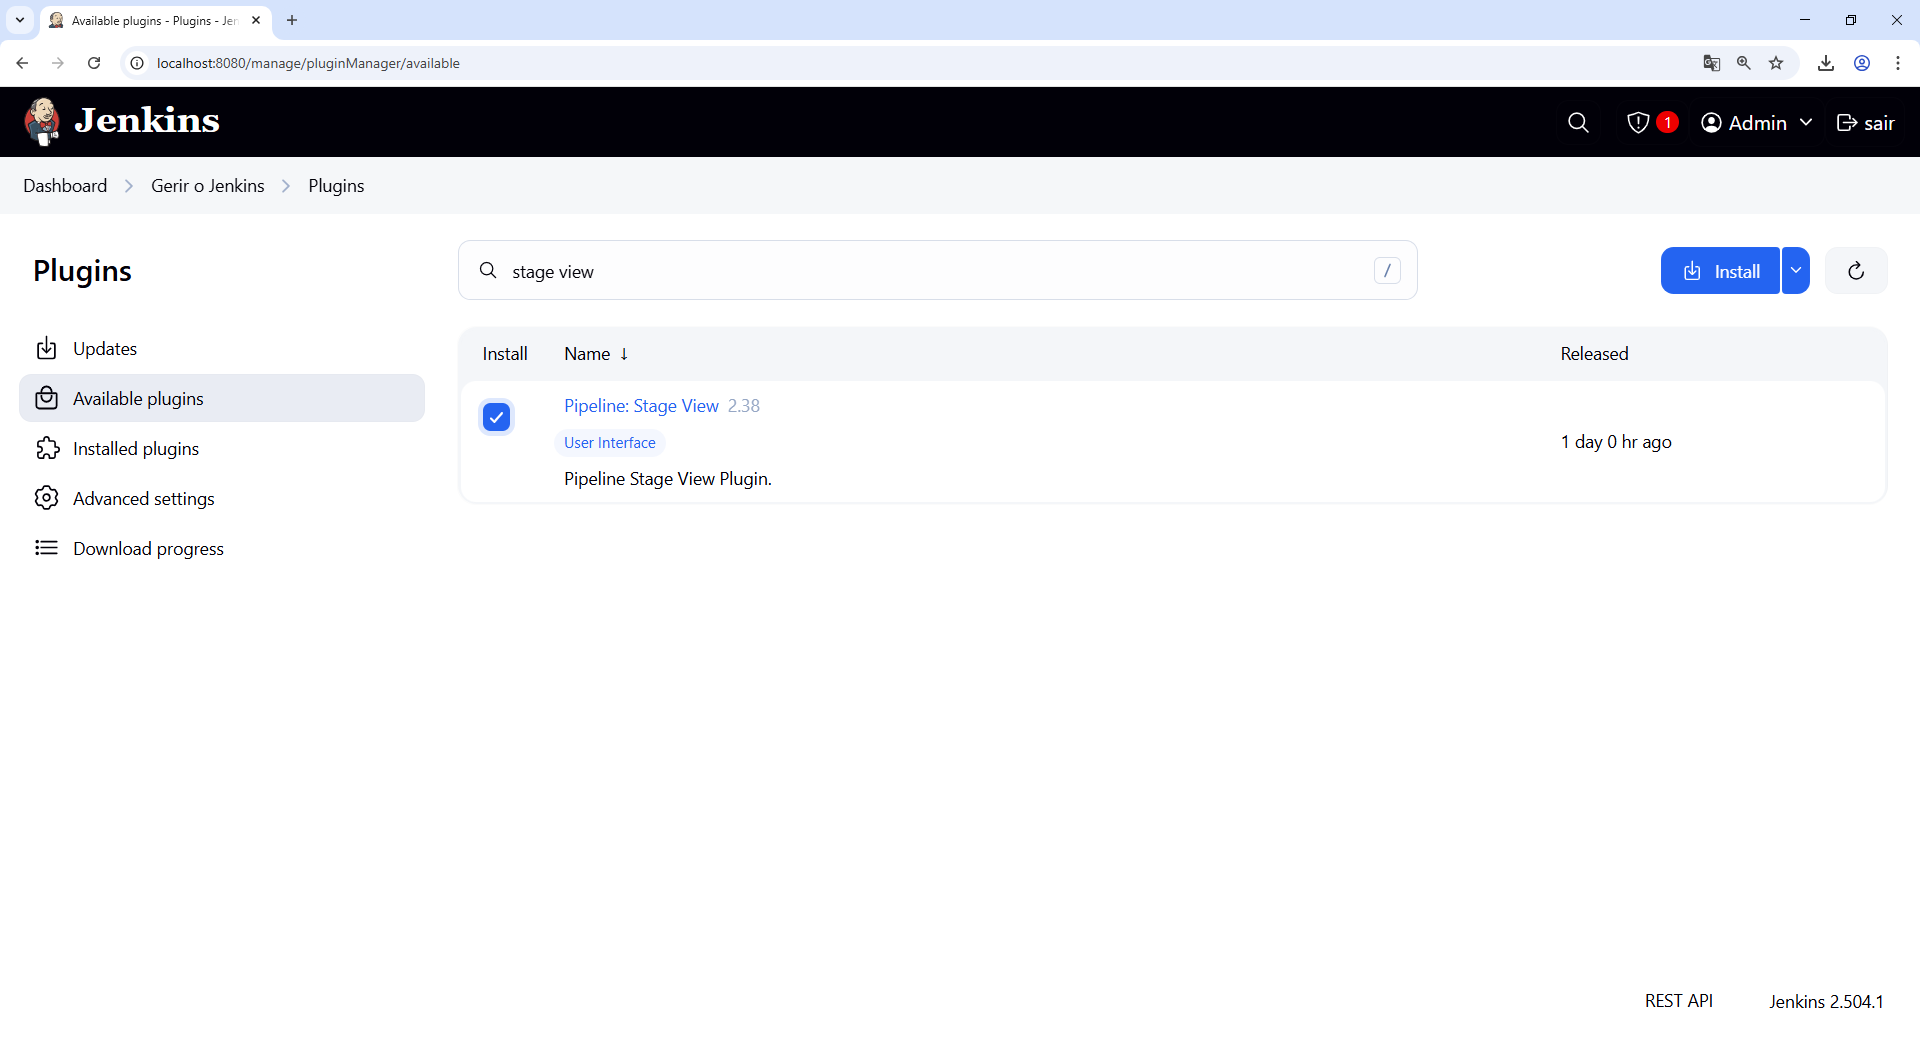 Available plugins - Plugins - Jen
localhost:8080/manage/pluginManager/available
Jenkins
1
Admin
sair
Dashboard
Gerir o Jenkins
Plugins
Plugins
stage view
/
Install
Updates
Available plugins
Installed plugins
Advanced settings
Download progress
Install
Name ↓
Released
Pipeline: Stage View 2.38
User Interface
Pipeline Stage View Plugin.
1 day 0 hr ago
REST API
Jenkins 2.504.1